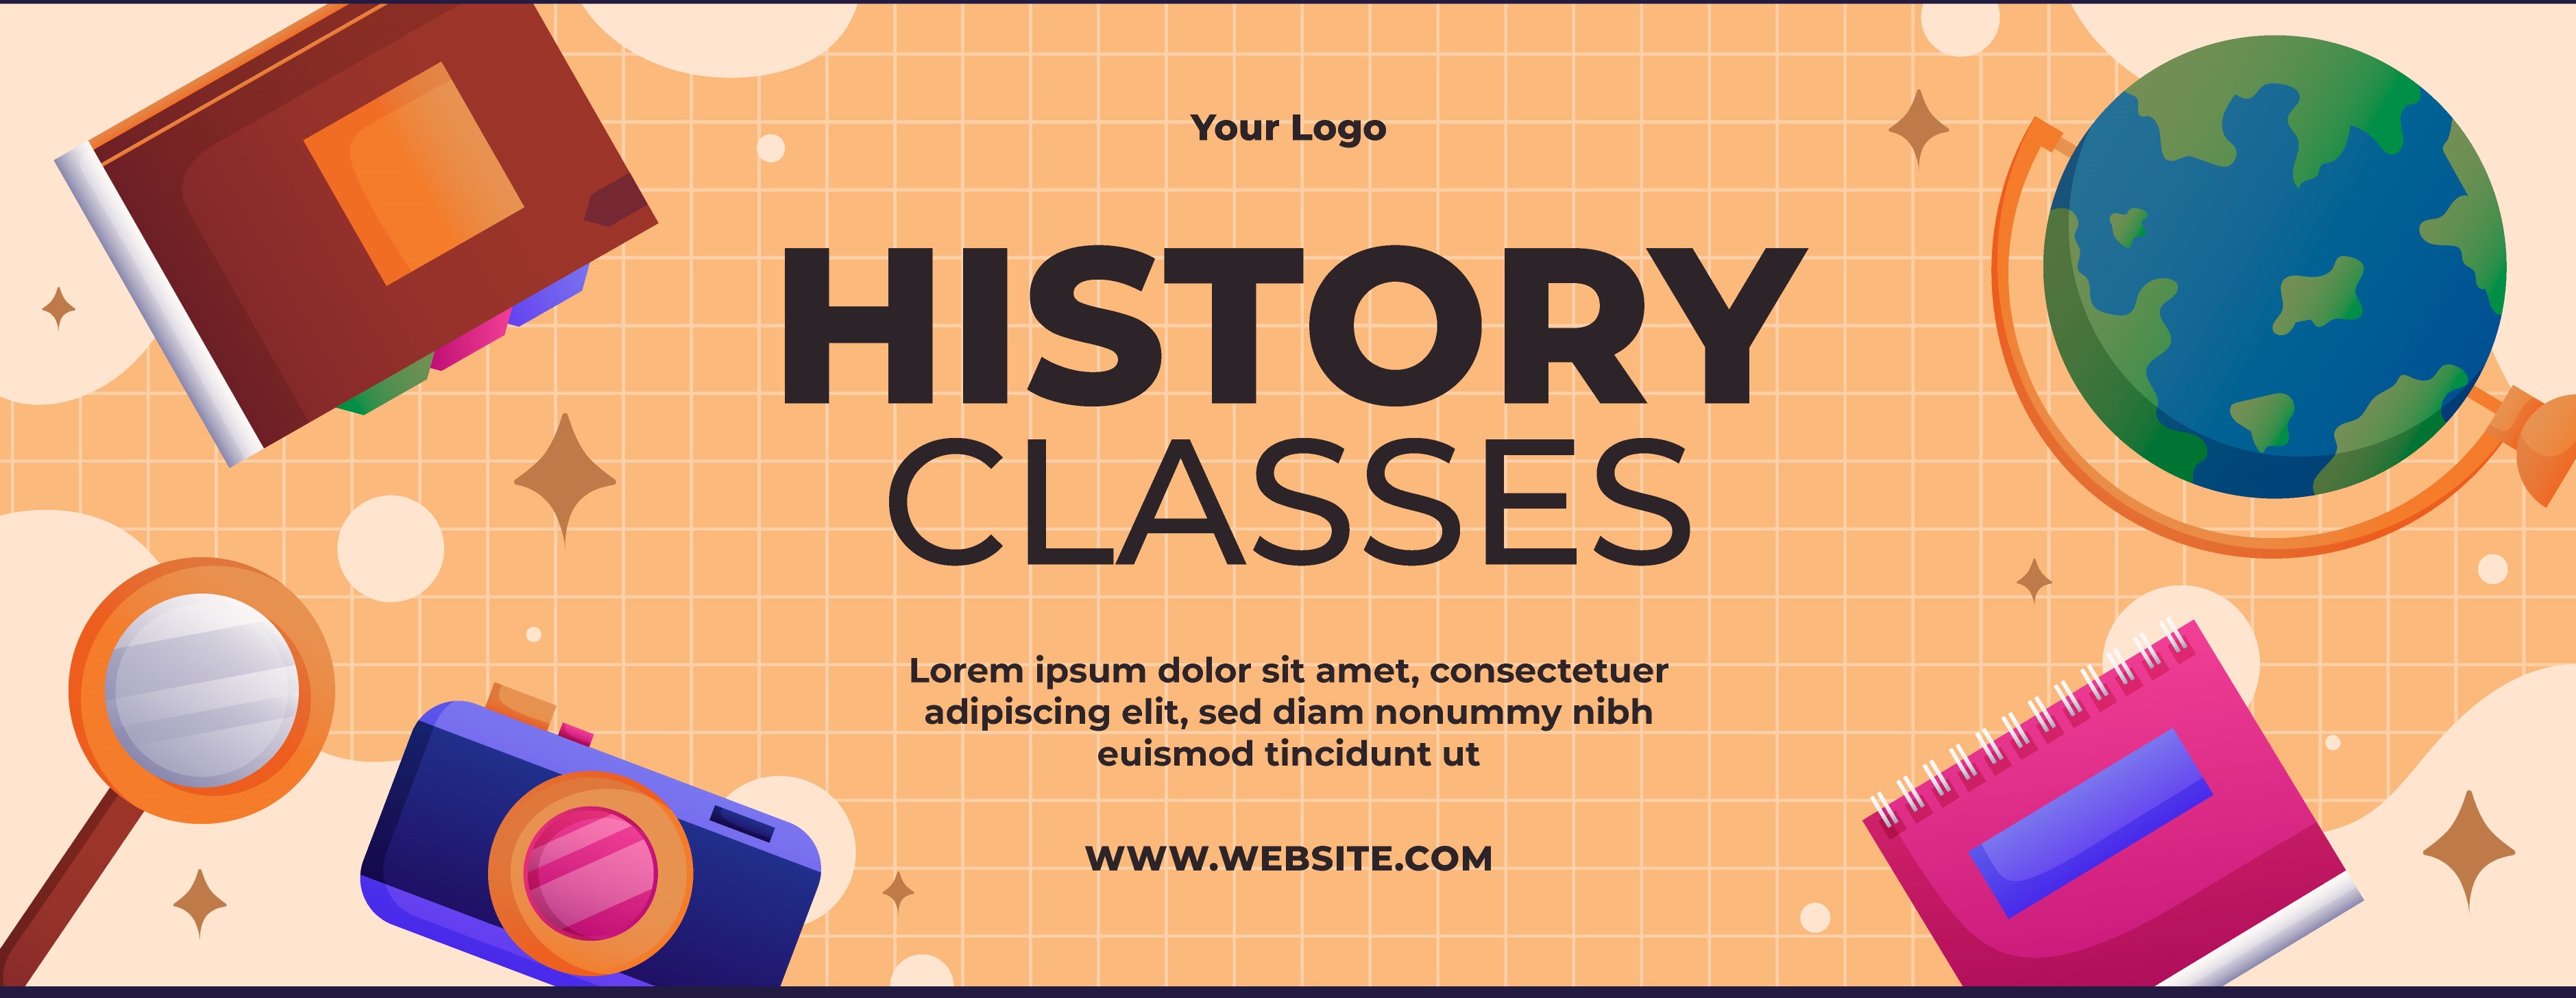 Your Logo
HISTORY
CLASSES
Lorem ipsum dolor sit amet, consectetuer
adipiscing elit, sed diam nonummy nibh
euismod tincidunt ut
WWW.WEBSITE.COM